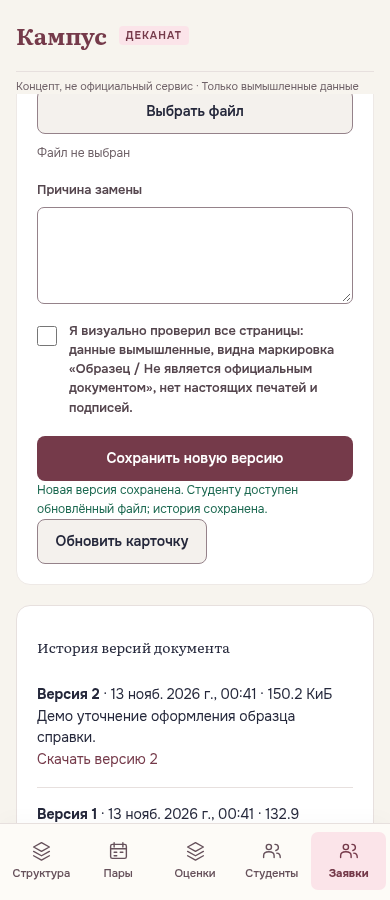 Кампус
ДЕКАНАТ
Концепт, не официальный сервис · Только вымышленные данные
Выбрать файл
Файл не выбран
Причина замены
Я визуально проверил все страницы:
данные вымышленные, видна маркировка
«Образец / Не является официальным
документом», нет настоящих печатей и
подписей.
Сохранить новую версию
Новая версия сохранена. Студенту доступен
обновлённый файл; история сохранена.
Обновить карточку
История версий документа
Версия 2 · 13 нояб. 2026 г., 00:41 · 150.2 КиБ
Демо уточнение оформления образца
справки.
Скачать версию 2
Версия 1 · 13 нояб. 2026 г., 00:41 · 132.9
Структура
Пары
Оценки
Студенты
Заявки